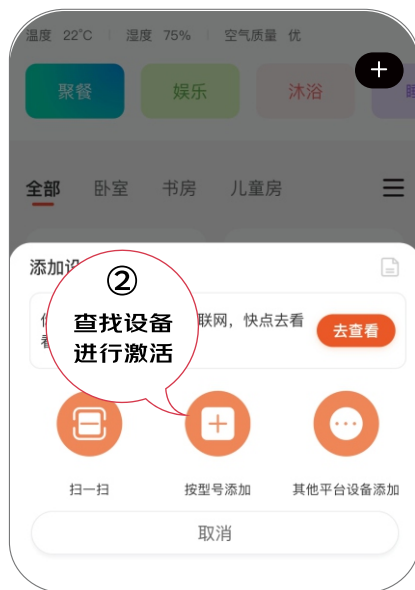 温度 22°C 湿度 75% 空气质量 优
聚餐 娱乐 沐浴
全部 卧室 书房 儿童房
添加设
②
查找设备
进行激活
联网，快点去看
去查看
扫一扫 按型号添加 其他平台设备添加
取消